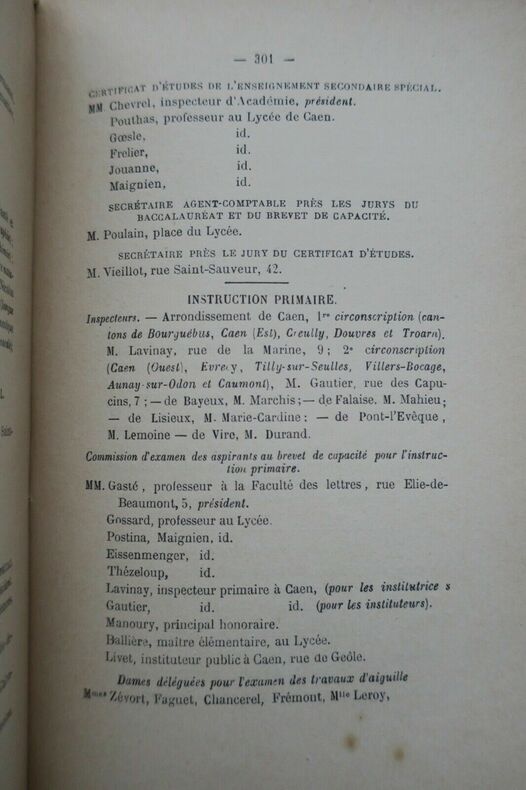 — 301 —
CERTIFICAT D'ÉTUDES DE L'ENSEIGNEMENT SECONDAIRE SPÉCIAL.
MM. Chevrel, inspecteur d'Académie, président.
Pouthas, professeur au Lycée de Caen.
Gœsle, id.
Frelier, id.
Jouanne, id.
Maignien, id.
SECRÉTAIRE AGENT-COMPTABLE PRÈS LES JURYS DU
BACCALAURÉAT ET DU BREVET DE CAPACITÉ.
M. Poulain, place du Lycée.
SECRÉTAIRE PRÈS LE JURY DU CERTIFICAT D'ÉTUDES.
M. Vieillot, rue Saint-Sauveur, 42.
INSTRUCTION PRIMAIRE.
Inspecteurs. — Arrondissement de Caen, 1re circonscription (can-
tons de Bourguébus, Caen (Est), Creully, Douvres et Troarn),
M. Lavinay, rue de la Marine, 9; 2e circonscription
(Caen (Ouest), Evrecy, Tilly-sur-Seulles, Villers-Bocage,
Aunay-sur-Odon et Caumont), M. Gautier, rue des Capu-
cins, 7; — de Bayeux, M. Marchis; — de Falaise. M. Mahieu;
— de Lisieux, M. Marie-Cardine: — de Pont-l'Evêque,
M. Lemoine — de Vire, M. Durand.
Commission d'examen des aspirants au brevet de capacité pour l'instruc-
tion primaire.
MM. Gasté, professeur à la Faculté des lettres, rue Elie-de-
Beaumont, 5, président.
Gossard, professeur au Lycée.
Postina, Maignien, id.
Eissenmenger, id.
Thézeloup, id.
Lavinay, inspecteur primaire à Caen, (pour les institutrice s
Gautier, id. id. (pour les instituteurs).
Manoury, principal honoraire.
Ballière, maître élémentaire, au Lycée.
Livet, instituteur public à Caen, rue de Geôle.
Dames déléguées pour l'examen des travaux d'aiguille
Mmes Zévort, Faguet, Chancerel, Frémont, Mlle Leroy,